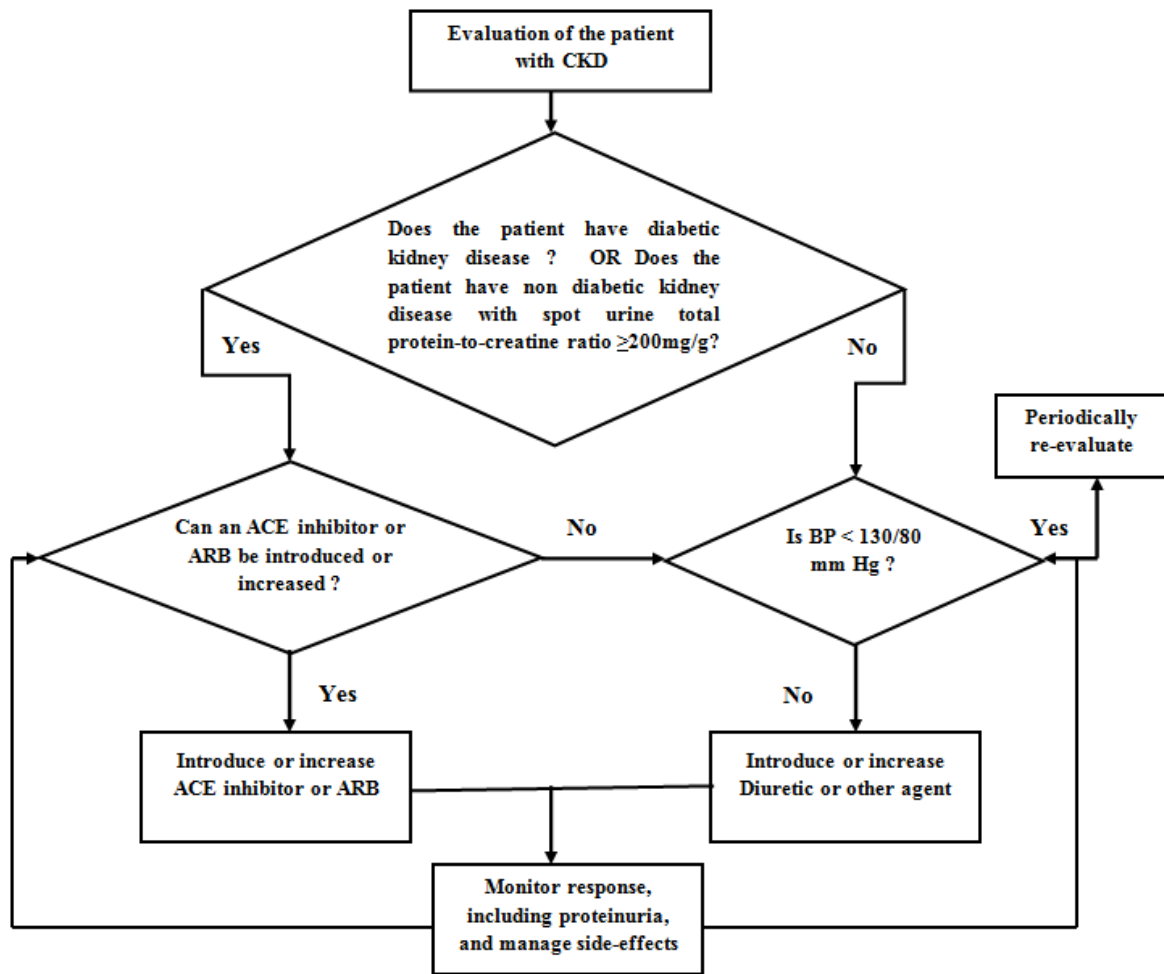 Evaluation of the patient
with CKD
Does the patient have diabetic
kidney disease ? OR Does the
patient have non diabetic kidney
disease with spot urine total
protein-to-creatine ratio ≥200mg/g?
Yes
No
Periodically
re-evaluate
Can an ACE inhibitor or
ARB be introduced or
increased ?
No
Is BP < 130/80
mm Hg ?
Yes
Yes
No
Introduce or increase
ACE inhibitor or ARB
Introduce or increase
Diuretic or other agent
Monitor response,
including proteinuria,
and manage side-effects